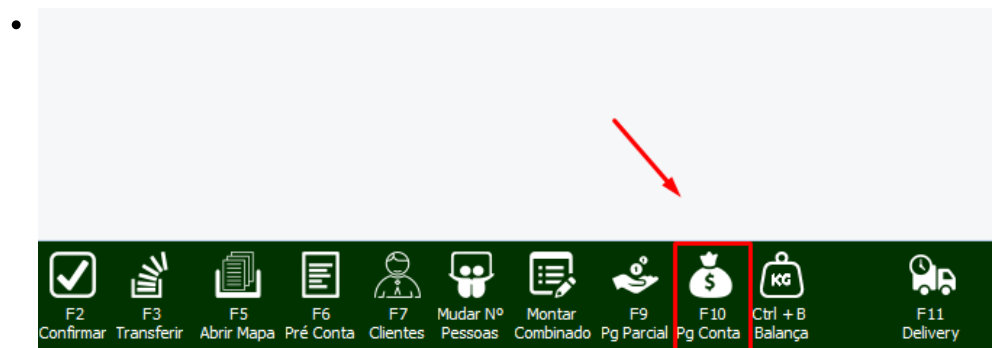 F2
Confirmar
F3
Transferir
F5
Abrir Mapa
F6
Pré Conta
F7
Clientes
Mudar Nº
Pessoas
Montar
Combinado
F9
Pg Parcial
$
F10
Pg Conta
KG
Ctrl + B
Balança
F11
Delivery